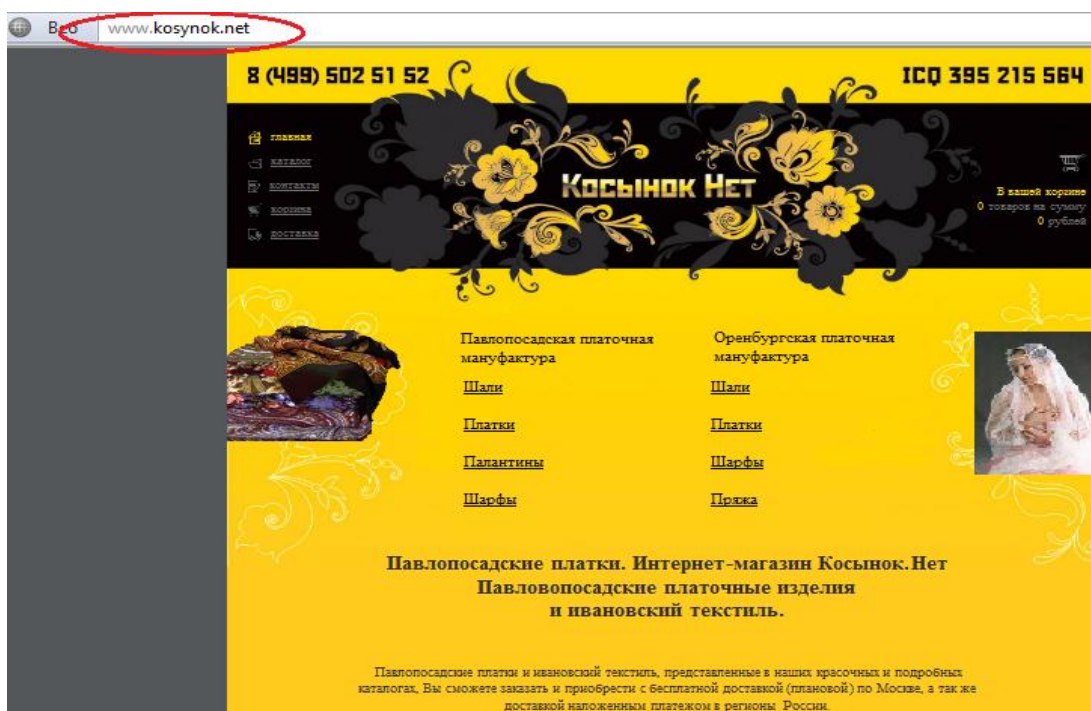 Веб www.kosynok.net
8 (499) 502 51 52
ICQ 395 215 564
главная
каталог
контакты
корзина
доставка
Косынок Нет
В вашей корзине
0 товаров на сумму
0 рублей
Павлопосадская платочная
мануфактура
Шали
Платки
Палантины
Шарфы
Оренбургская платочная
мануфактура
Шали
Платки
Шарфы
Пряжа
Павлопосадские платки. Интернет-магазин Косынок.Нет
Павловопосадские платочные изделия
и ивановский текстиль.
Павлопосадские платки и ивановский текстиль, представленные в наших красочных и подробных
каталогах, Вы сможете заказать и приобрести с бесплатной доставкой (плановой) по Москве, а так же
доставкой наложенным платежом в регионы России.